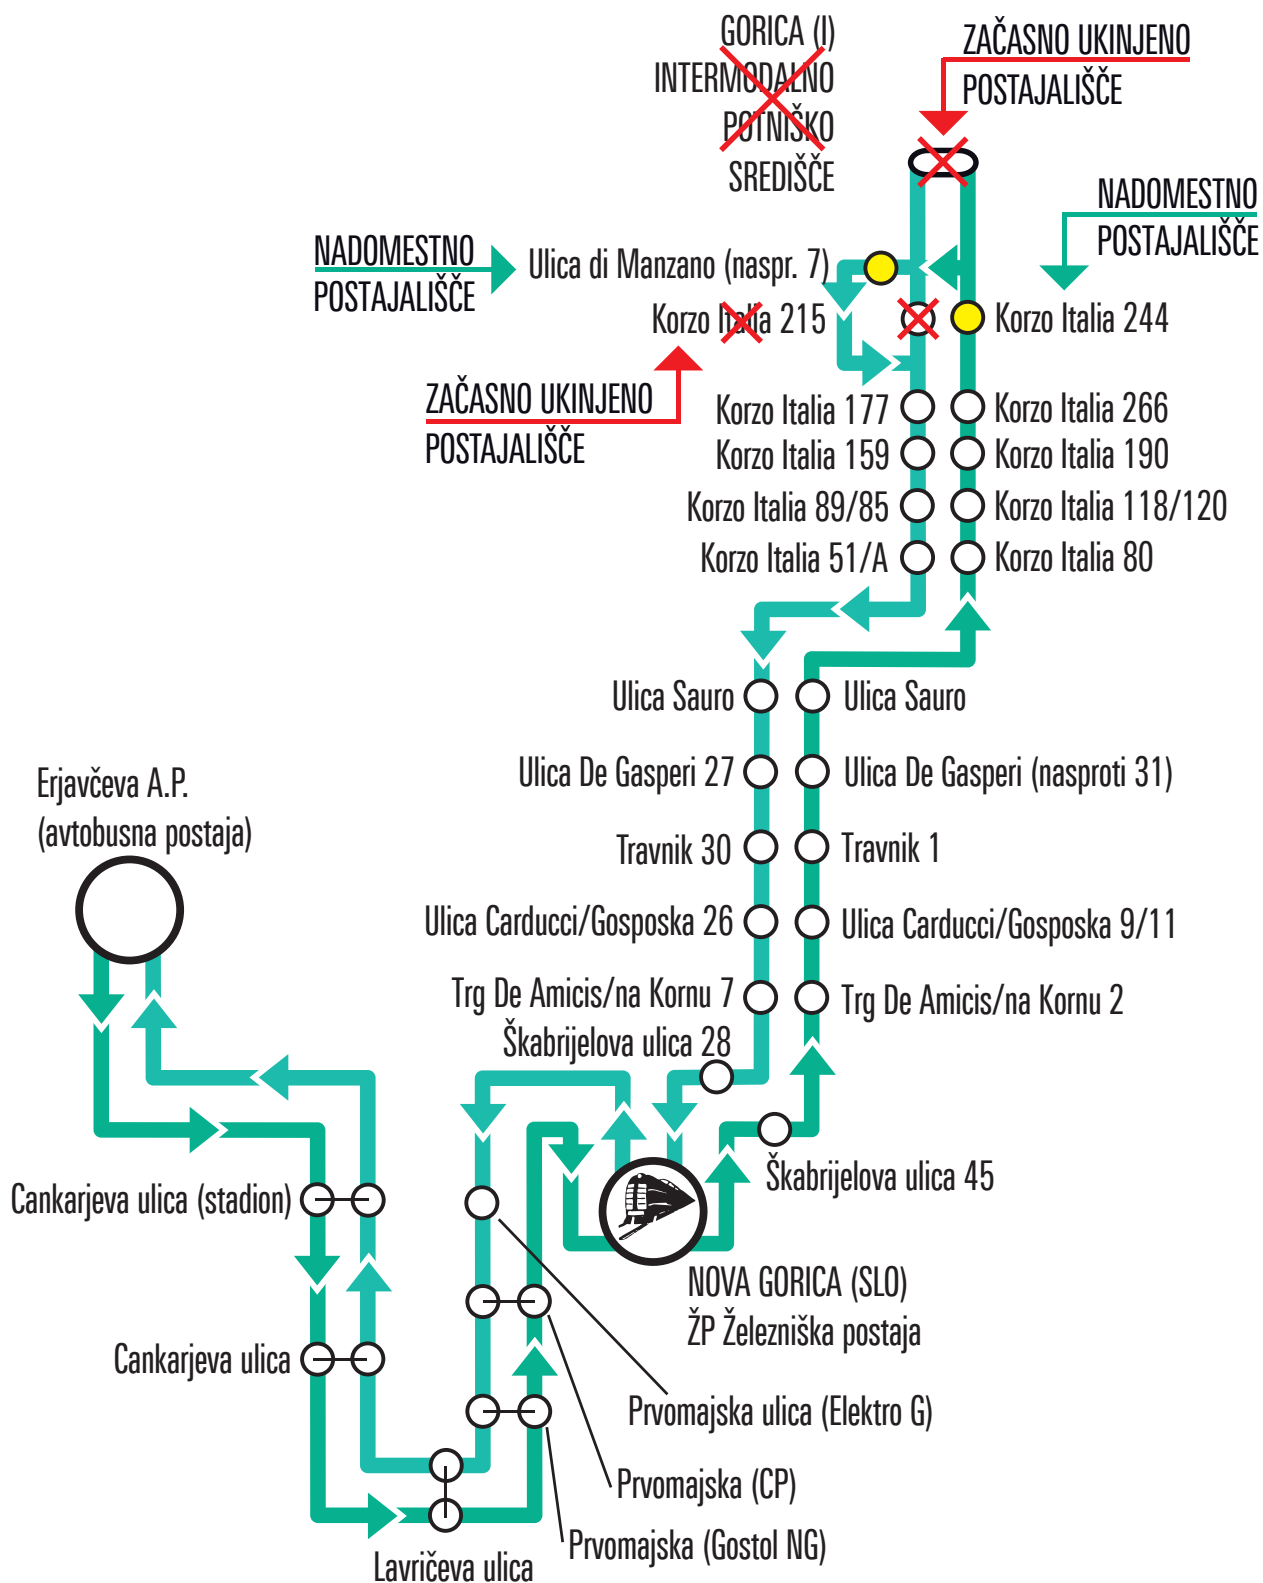 GORICA (I)
INTERMODALNO
POTNIŠKO
SREDIŠČE
ZAČASNO UKINJENO
POSTAJALIŠČE
NADOMESTNO
POSTAJALIŠČE
NADOMESTNO
POSTAJALIŠČE
Ulica di Manzano (naspr. 7)
Korzo Italia 215
Korzo Italia 244
ZAČASNO UKINJENO
POSTAJALIŠČE
Korzo Italia 177
Korzo Italia 266
Korzo Italia 159
Korzo Italia 190
Korzo Italia 89/85
Korzo Italia 118/120
Korzo Italia 51/A
Korzo Italia 80
Ulica Sauro
Ulica Sauro
Ulica De Gasperi 27
Ulica De Gasperi (nasproti 31)
Erjavčeva A.P.
(avtobusna postaja)
Travnik 30
Travnik 1
Ulica Carducci/Gosposka 26
Ulica Carducci/Gosposka 9/11
Trg De Amicis/na Kornu 7
Trg De Amicis/na Kornu 2
Škabrijelova ulica 28
Škabrijelova ulica 45
Cankarjeva ulica (stadion)
NOVA GORICA (SLO)
ŽP Železniška postaja
Cankarjeva ulica
Prvomajska ulica (Elektro G)
Prvomajska (CP)
Prvomajska (Gostol NG)
Lavričeva ulica